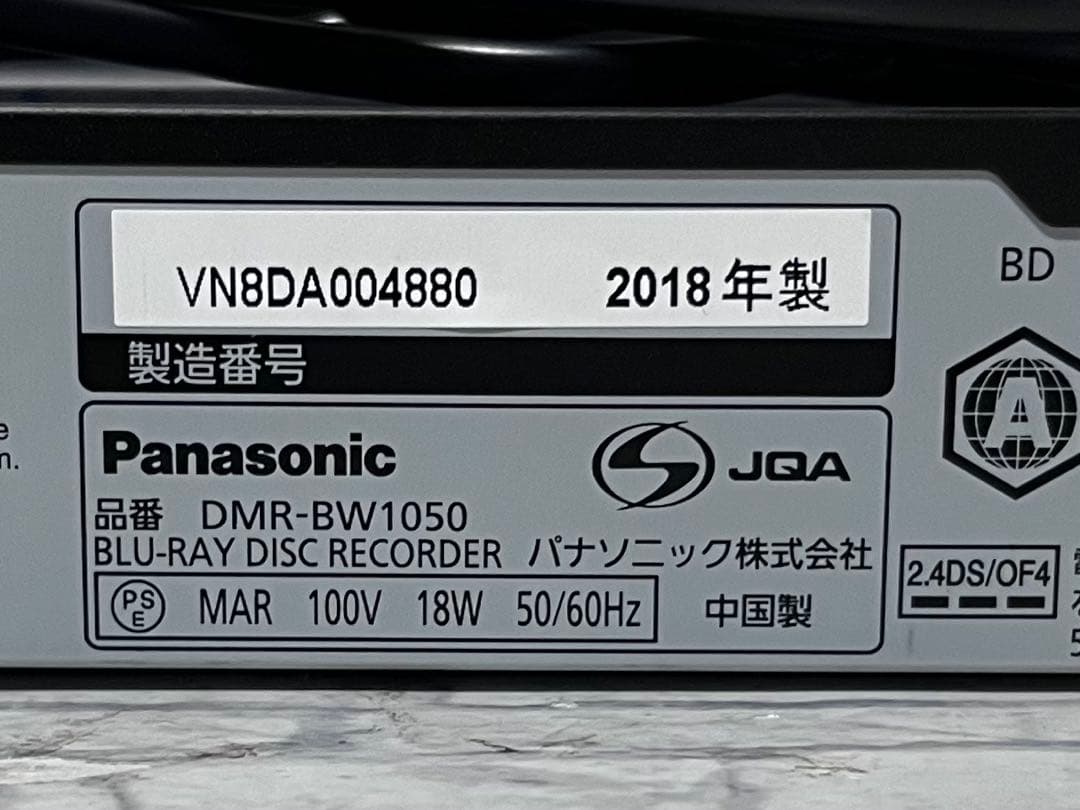 VN8DA004880 2018年製
製造番号
BD
Panasonic
JQA
品番 DMR-BW1050
BLU-RAY DISC RECORDER パナソニック株式会社
PSE MAR 100V 18W 50/60Hz 中国製
A
2.4DS/OF4
e
n.